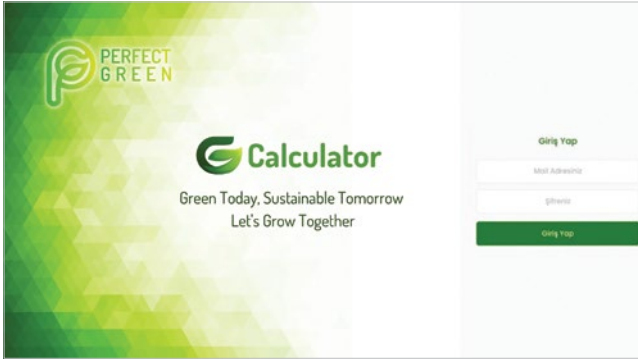 PERFECT
GREEN
Calculator
Green Today, Sustainable Tomorrow
Let's Grow Together
Giriş Yap
Mail Adresiniz
Şifreniz
Giriş Yap